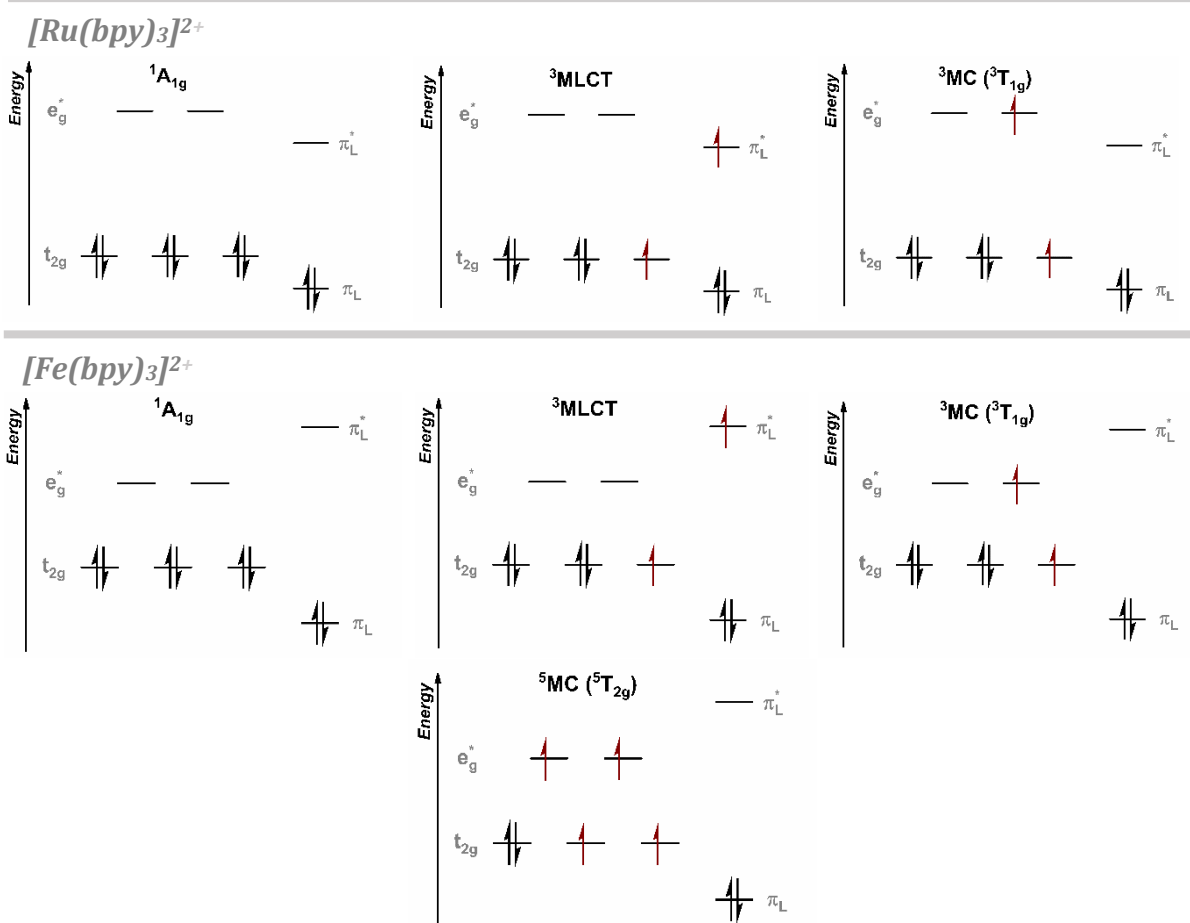 [Ru(bpy)₃]²⁺
Energy
¹A₁g
e*g
π*L
t₂g
πL
Energy
³MLCT
e*g
π*L
t₂g
πL
Energy
³MC (³T₁g)
e*g
π*L
t₂g
πL
[Fe(bpy)₃]²⁺
Energy
¹A₁g
π*L
e*g
t₂g
πL
Energy
³MLCT
π*L
e*g
t₂g
πL
Energy
³MC (³T₁g)
π*L
e*g
t₂g
πL
Energy
⁵MC (⁵T₂g)
π*L
e*g
t₂g
πL